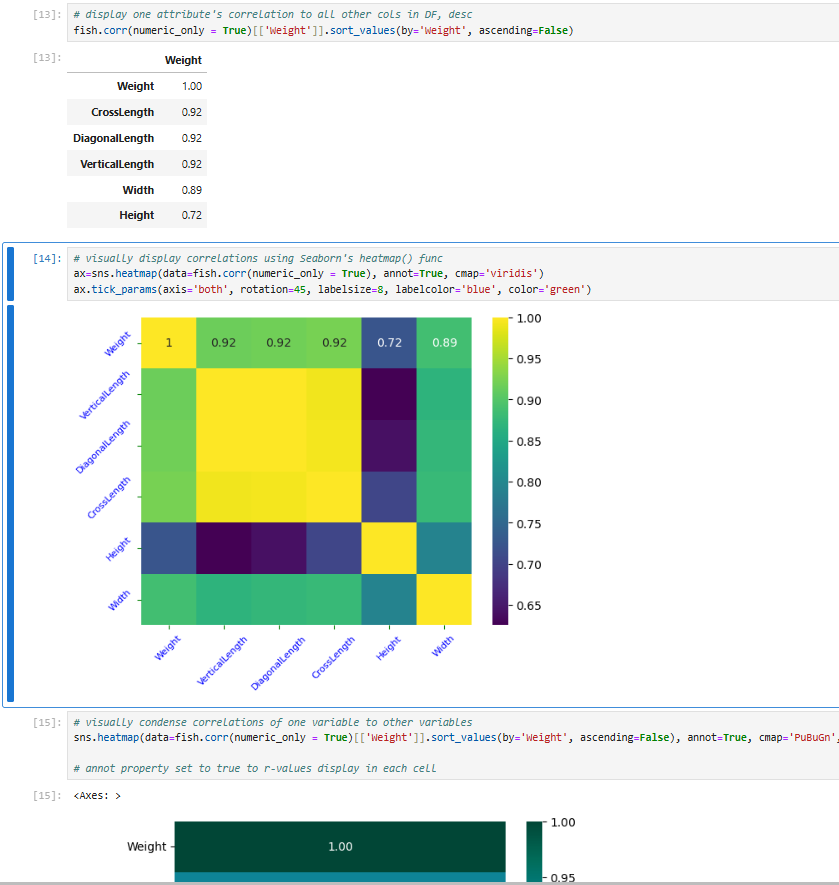 [13]: # display one attribute's correlation to all other cols in DF, desc
fish.corr(numeric_only = True)[['Weight']].sort_values(by='Weight', ascending=False)
[13]:
Weight
Weight 1.00
CrossLength 0.92
DiagonalLength 0.92
VerticalLength 0.92
Width 0.89
Height 0.72
[14]: # visually display correlations using Seaborn's heatmap() func
ax=sns.heatmap(data=fish.corr(numeric_only = True), annot=True, cmap='viridis')
ax.tick_params(axis='both', rotation=45, labelsize=8, labelcolor='blue', color='green')
1.00
Weight 1 0.92 0.92 0.92 0.72 0.89
0.95
VerticalLength
0.90
DiagonalLength
0.85
0.80
CrossLength
0.75
Height
0.70
Width
0.65
Weight VerticalLength DiagonalLength CrossLength Height Width
[15]: # visually condense correlations of one variable to other variables
sns.heatmap(data=fish.corr(numeric_only = True)[['Weight']].sort_values(by='Weight', ascending=False), annot=True, cmap='PuBuGn',
# annot property set to true to r-values display in each cell
[15]: <Axes: >
1.00
Weight 1.00
0.95